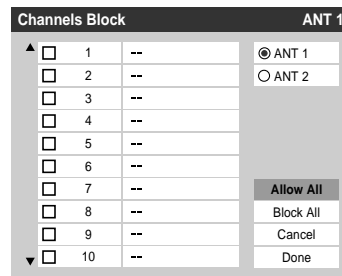 Channels Block ANT 1
1 -- ANT 1
2 -- ANT 2
3 --
4 --
5 --
6 --
7 -- Allow All
8 -- Block All
9 -- Cancel
10 -- Done